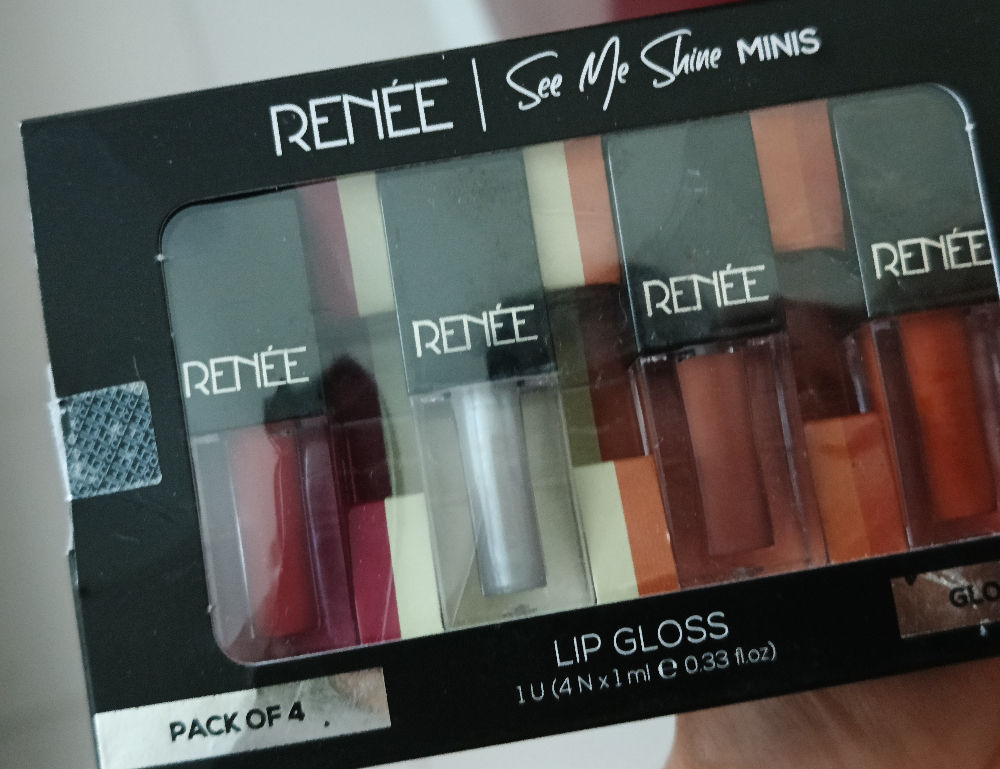 RENÉE | See Me Shine MINIS
RENÉE
RENÉE
RENÉE
RENÉE
LIP GLOSS
1 U (4 N x 1 ml e 0.33 fl.oz)
PACK OF 4